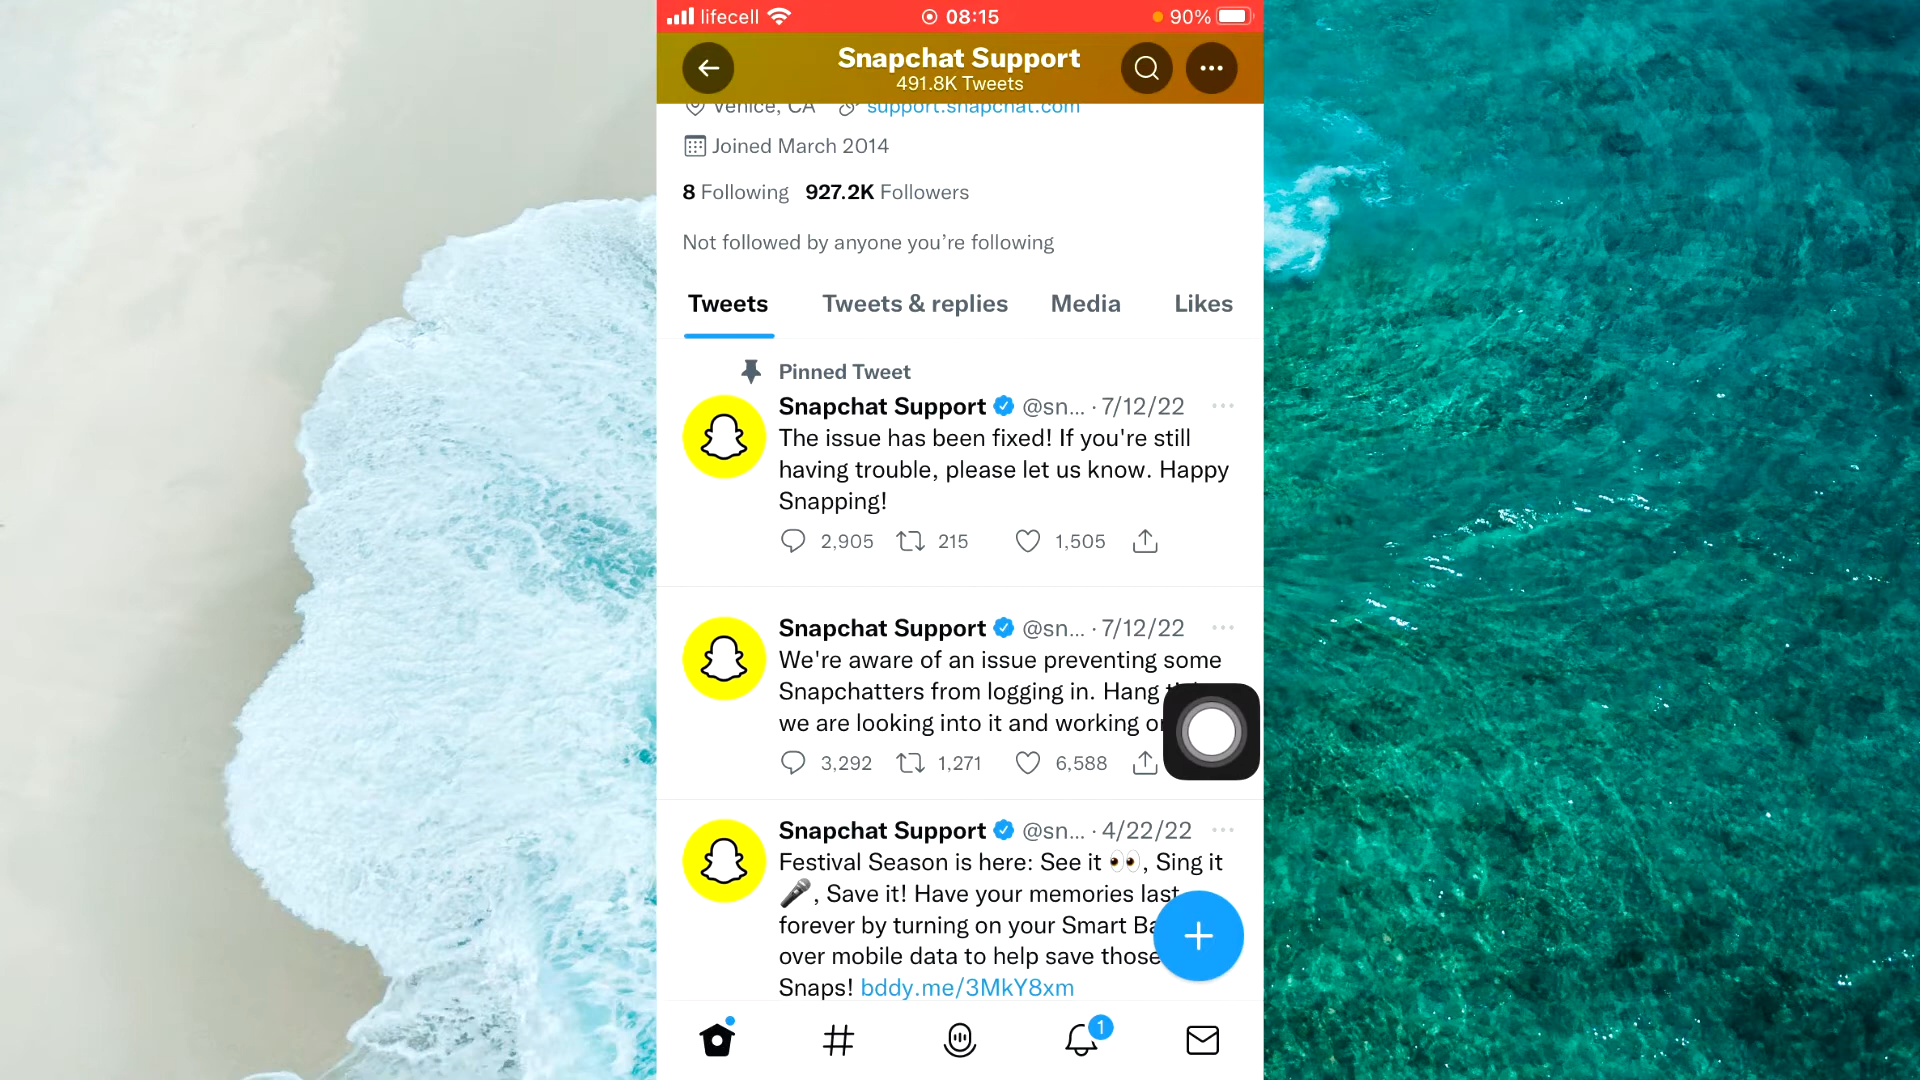 lifecell 08:15 90%
Snapchat Support
491.8K Tweets
Venice, CA support.snapchat.com
Joined March 2014
8 Following 927.2K Followers
Not followed by anyone you’re following
Tweets Tweets & replies Media Likes
Pinned Tweet
Snapchat Support @sn... · 7/12/22
The issue has been fixed! If you're still
having trouble, please let us know. Happy
Snapping!
2,905 215 1,505
Snapchat Support @sn... · 7/12/22
We're aware of an issue preventing some
Snapchatters from logging in. Hang
we are looking into it and working
3,292 1,271 6,588
Snapchat Support @sn... · 4/22/22
Festival Season is here: See it 👀, Sing it
🎤, Save it! Have your memories last
forever by turning on your Smart
over mobile data to help save those
Snaps! bddy.me/3MkY8xm
1